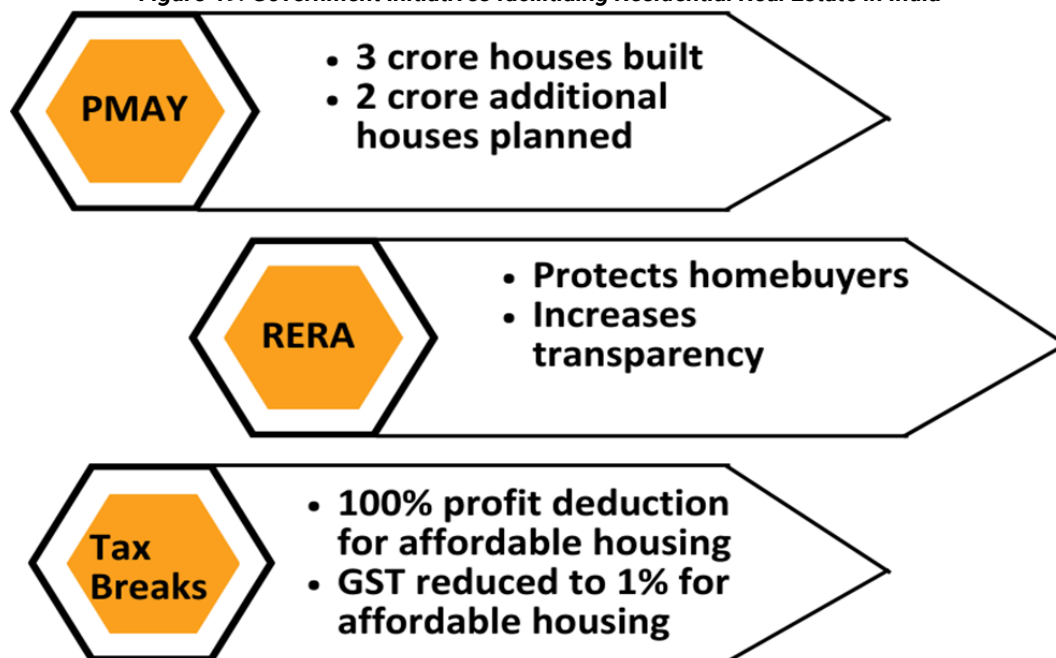 PMAY
• 3 crore houses built
• 2 crore additional
houses planned
RERA
• Protects homebuyers
• Increases
transparency
Tax
Breaks
• 100% profit deduction
for affordable housing
• GST reduced to 1% for
affordable housing